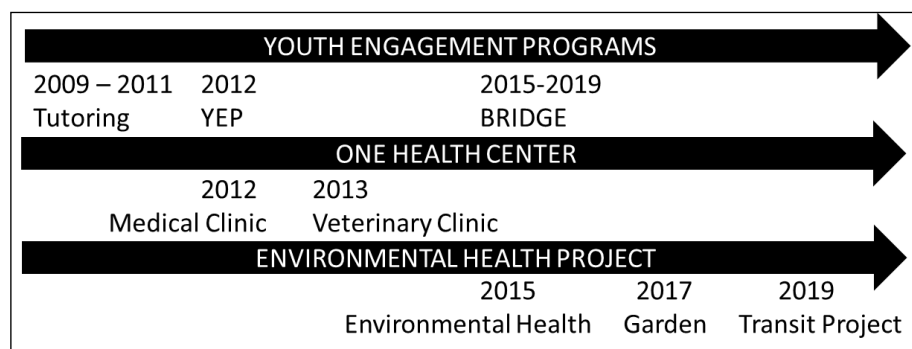 YOUTH ENGAGEMENT PROGRAMS
2009 – 2011 2012 2015-2019
Tutoring YEP BRIDGE
ONE HEALTH CENTER
2012 2013
Medical Clinic Veterinary Clinic
ENVIRONMENTAL HEALTH PROJECT
2015 2017 2019
Environmental Health Garden Transit Project